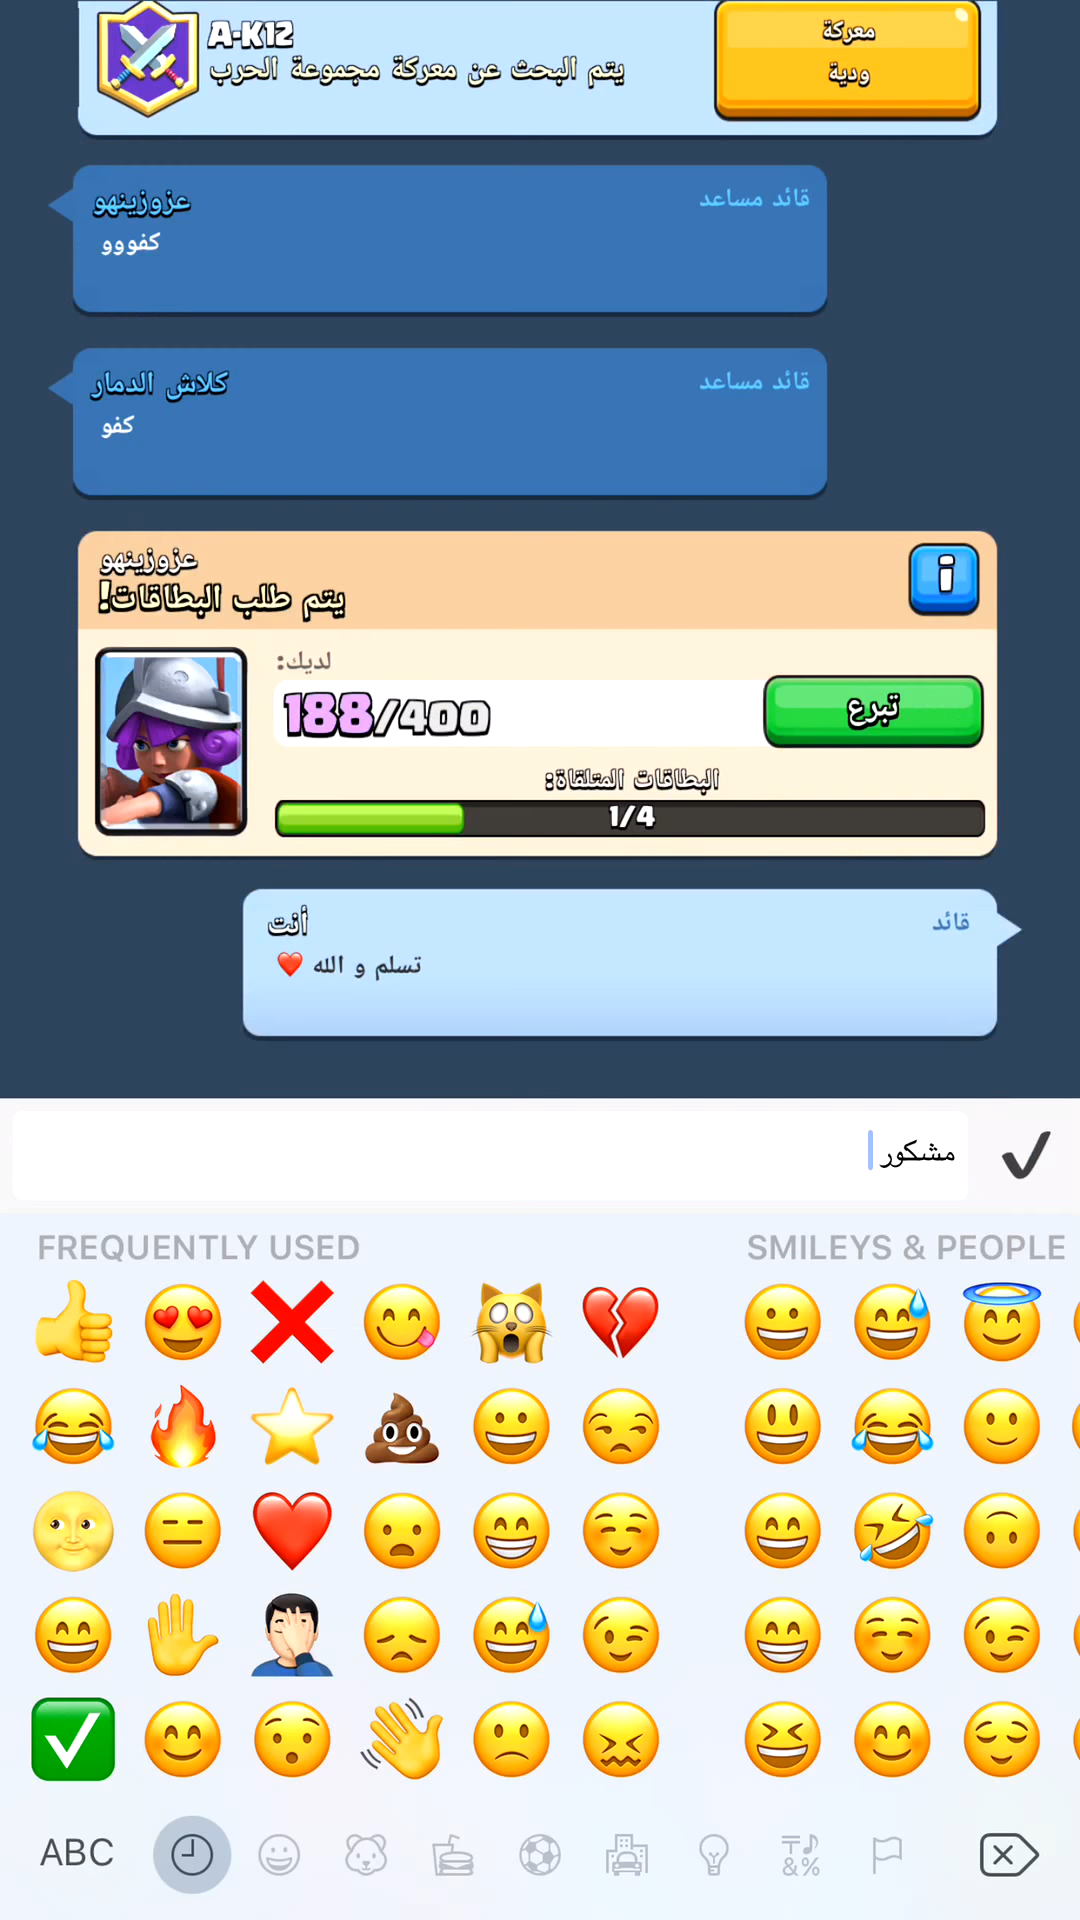 A-K12
يتم البحث عن معركة مجموعة الحرب
معركة
ودية
عزوزينهو
قائد مساعد
كفووو
كلاش الدمار
قائد مساعد
كفو
عزوزينهو
يتم طلب البطاقات!
i
لديك:
188/400
تبرع
البطاقات المتلقاة:
1/4
أنت
قائد
تسلم و الله ❤️
مشكور
FREQUENTLY USED
SMILEYS & PEOPLE
ABC